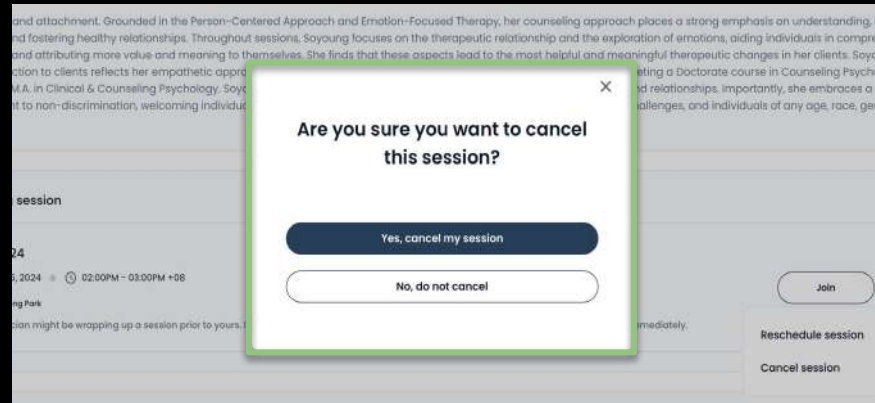 and attachment. Grounded in the Person-Centered Approach and Emotion-Focused Therapy, her counseling approach places a strong emphasis on understanding,
nd fostering healthy relationships. Throughout sessions, Soyoung focuses on the therapeutic relationship and the exploration of emotions, aiding individuals in compre
and attributing more value and meaning to themselves. She finds that these aspects lead to the most helpful and meaningful therapeutic changes in her clients. Soyo
ction to clients reflects her empathetic appro eting a Doctorate course in Counseling Psych
M.A. in Clinical & Counseling Psychology. Soyo nd relationships. Importantly, she embraces a
nt to non-discrimination, welcoming individuc allenges, and individuals of any age, race, ge
Are you sure you want to cancel
this session?
session
Yes, cancel my session
24
, 2024 02:00PM - 03:00PM +08
No, do not cancel
Join
ng Park
cian might be wrapping up a session prior to yours. mmediately.
Reschedule session
Cancel session